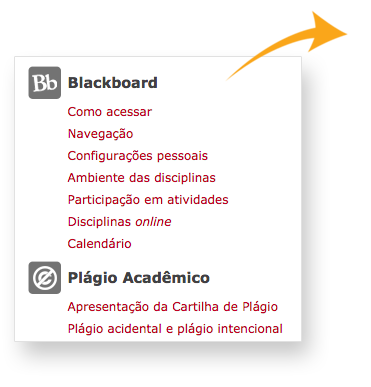 Bb Blackboard
Como acessar
Navegação
Configurações pessoais
Ambiente das disciplinas
Participação em atividades
Disciplinas online
Calendário
Plágio Acadêmico
Apresentação da Cartilha de Plágio
Plágio acidental e plágio intencional